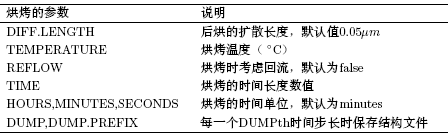 烘烤的参数 说明
DIFF.LENGTH 后烘的扩散长度，默认值0.05μm
TEMPERATURE 烘烤温度（°C）
REFLOW 烘烤时考虑回流，默认为false
TIME 烘烤的时间长度数值
HOURS,MINUTES,SECONDS 烘烤的时间单位，默认为minutes
DUMP,DUMP.PREFIX 每一个DUMPth时间步长时保存结构文件